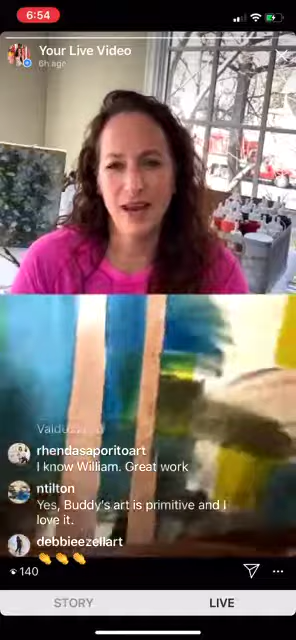 6:54
Your Live Video
6h ago
rhendasaporitoart
I know William. Great work
ntilton
Yes, Buddy's art is primitive and I
love it.
debbieezellart
👏👏👏
140
STORY LIVE